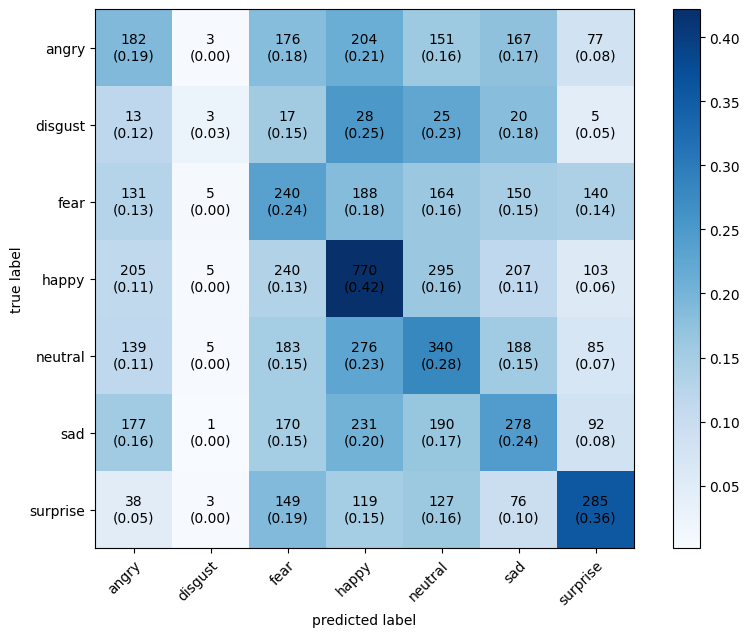 angry
182 3 176 204 151 167 77
(0.19) (0.00) (0.18) (0.21) (0.16) (0.17) (0.08)
disgust
13 3 17 28 25 20 5
(0.12) (0.03) (0.15) (0.25) (0.23) (0.18) (0.05)
fear
131 5 240 188 164 150 140
(0.13) (0.00) (0.24) (0.18) (0.16) (0.15) (0.14)
happy
205 5 240 770 295 207 103
(0.11) (0.00) (0.13) (0.42) (0.16) (0.11) (0.06)
neutral
139 5 183 276 340 188 85
(0.11) (0.00) (0.15) (0.23) (0.28) (0.15) (0.07)
sad
177 1 170 231 190 278 92
(0.16) (0.00) (0.15) (0.20) (0.17) (0.24) (0.08)
surprise
38 3 149 119 127 76 285
(0.05) (0.00) (0.19) (0.15) (0.16) (0.10) (0.36)
true label
angry disgust fear happy neutral sad surprise
predicted label
0.40
0.35
0.30
0.25
0.20
0.15
0.10
0.05